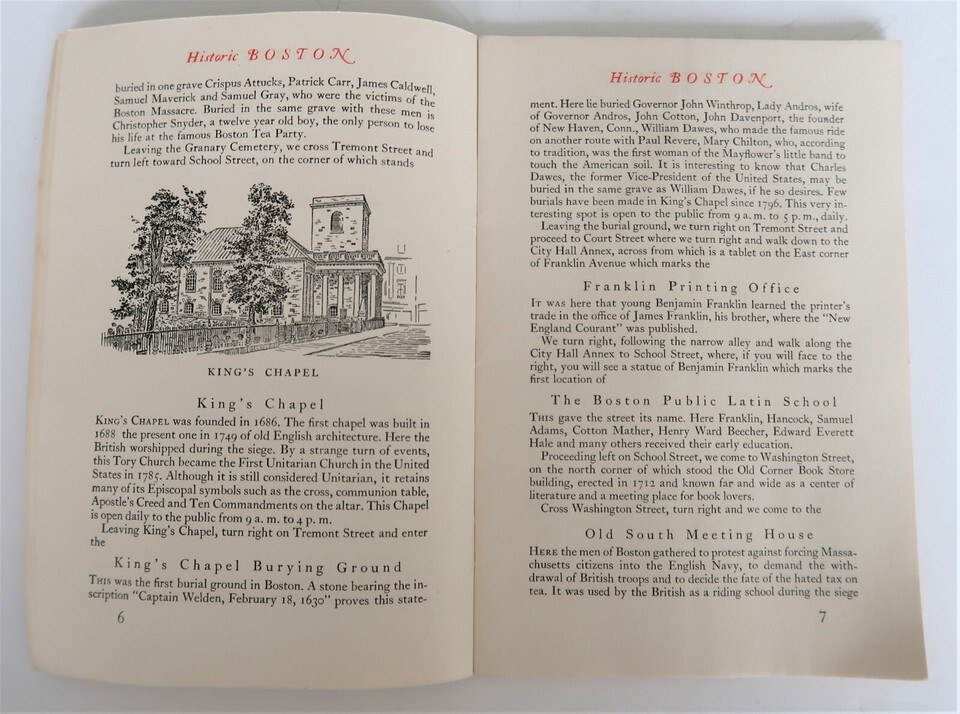 Historic BOSTON
buried in one grave Crispus Attucks, Patrick Carr, James Caldwell,
Samuel Maverick and Samuel Gray, who were the victims of the
Boston Massacre. Buried in the same grave with these men is
Christopher Snyder, a twelve year old boy, the only person to lose
his life at the famous Boston Tea Party.
Leaving the Granary Cemetery, we cross Tremont Street and
turn left toward School Street, on the corner of which stands
KING'S CHAPEL
King's Chapel
KING'S CHAPEL was founded in 1686. The first chapel was built in
1688 the present one in 1749 of old English architecture. Here the
British worshipped during the siege. By a strange turn of events,
this Tory Church became the First Unitarian Church in the United
States in 1785. Although it is still considered Unitarian, it retains
many of its Episcopal symbols such as the cross, communion table,
Apostle's Creed and Ten Commandments on the altar. This Chapel
is open daily to the public from 9 a. m. to 4 p. m.
Leaving King's Chapel, turn right on Tremont Street and enter
the
King's Chapel Burying Ground
THIS was the first burial ground in Boston. A stone bearing the in-
scription "Captain Welden, February 18, 1630" proves this state-
6
Historic BOSTON
ment. Here lie buried Governor John Winthrop, Lady Andros, wife
of Governor Andros, John Cotton, John Davenport, the founder
of New Haven, Conn., William Dawes, who made the famous ride
on another route with Paul Revere, Mary Chilton, who, according
to tradition, was the first woman of the Mayflower's little band to
touch the American soil. It is interesting to know that Charles
Dawes, the former Vice-President of the United States, may be
buried in the same grave as William Dawes, if he so desires. Few
burials have been made in King's Chapel since 1796. This very in-
teresting spot is open to the public from 9 a. m. to 5 p. m., daily.
Leaving the burial ground, we turn right on Tremont Street and
proceed to Court Street where we turn right and walk down to the
City Hall Annex, across from which is a tablet on the East corner
of Franklin Avenue which marks the
Franklin Printing Office
IT WAS here that young Benjamin Franklin learned the printer's
trade in the office of James Franklin, his brother, where the "New
England Courant" was published.
We turn right, following the narrow alley and walk along the
City Hall Annex to School Street, where, if you will face to the
right, you will see a statue of Benjamin Franklin which marks the
first location of
The Boston Public Latin School
THIS gave the street its name. Here Franklin, Hancock, Samuel
Adams, Cotton Mather, Henry Ward Beecher, Edward Everett
Hale and many others received their early education.
Proceeding left on School Street, we come to Washington Street,
on the north corner of which stood the Old Corner Book Store
building, erected in 1712 and known far and wide as a center of
literature and a meeting place for book lovers.
Cross Washington Street, turn right and we come to the
Old South Meeting House
HERE the men of Boston gathered to protest against forcing Massa-
chusetts citizens into the English Navy, to demand the with-
drawal of British troops and to decide the fate of the hated tax on
tea. It was used by the British as a riding school during the siege
7